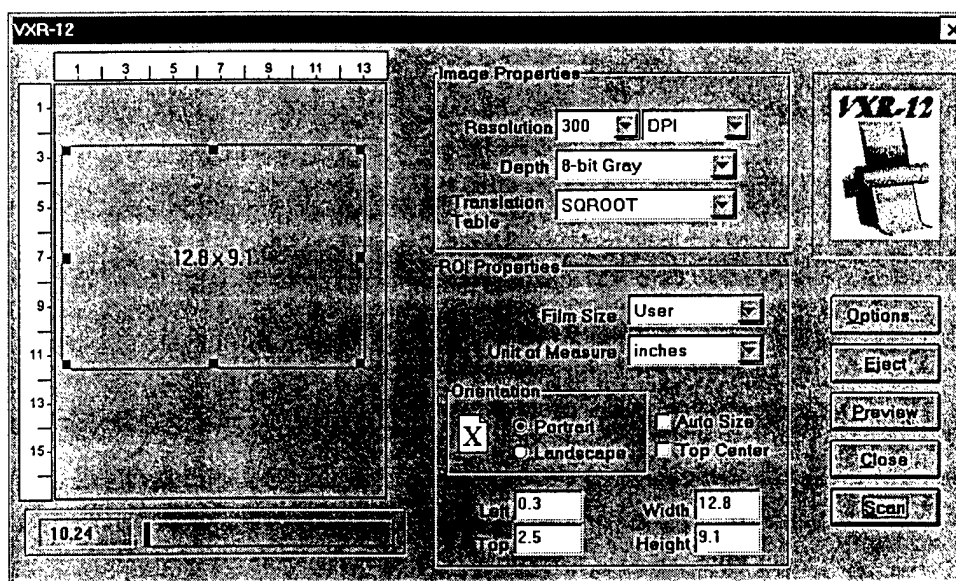 VXR-12
1 3 5 7 9 11 13
Image Properties
VXR-12
1
3
5
7
9
11
13
15
Resolution 300 DPI
Depth 8-bit Gray
Translation Table SQROOT
12.8 x 9.1
ROI Properties
Film Size User
Unit of Measure inches
Orientation
X
Portrait
Landscape
Auto Size
Top Center
Left 0.3 Width 12.8
Top 2.5 Height 9.1
10,24
Options...
Eject
Preview
Close
Scan